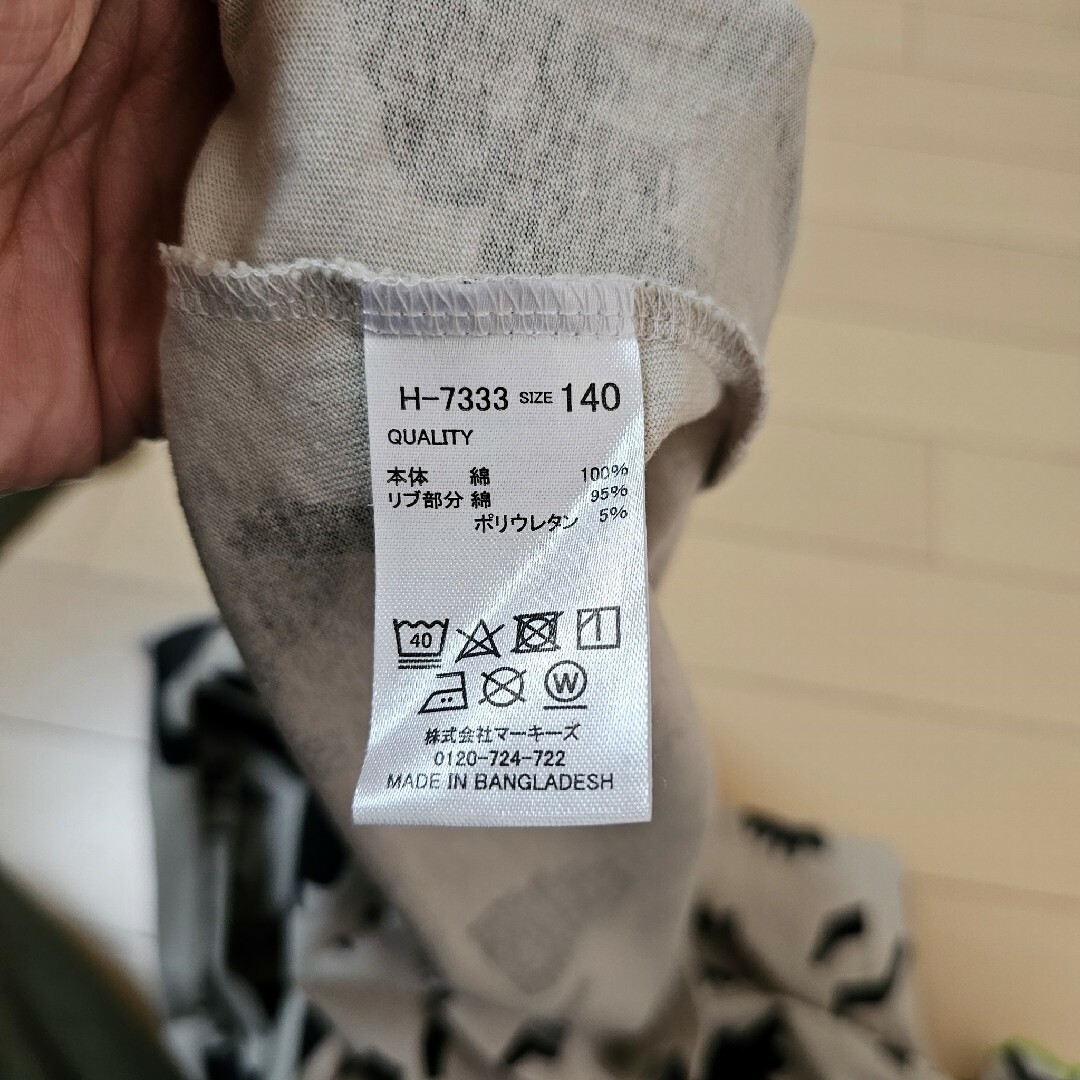 H-7333 SIZE 140
QUALITY
本体 綿 100%
リブ部分 綿 95%
ポリウレタン 5%
40
W
株式会社マーキーズ
0120-724-722
MADE IN BANGLADESH